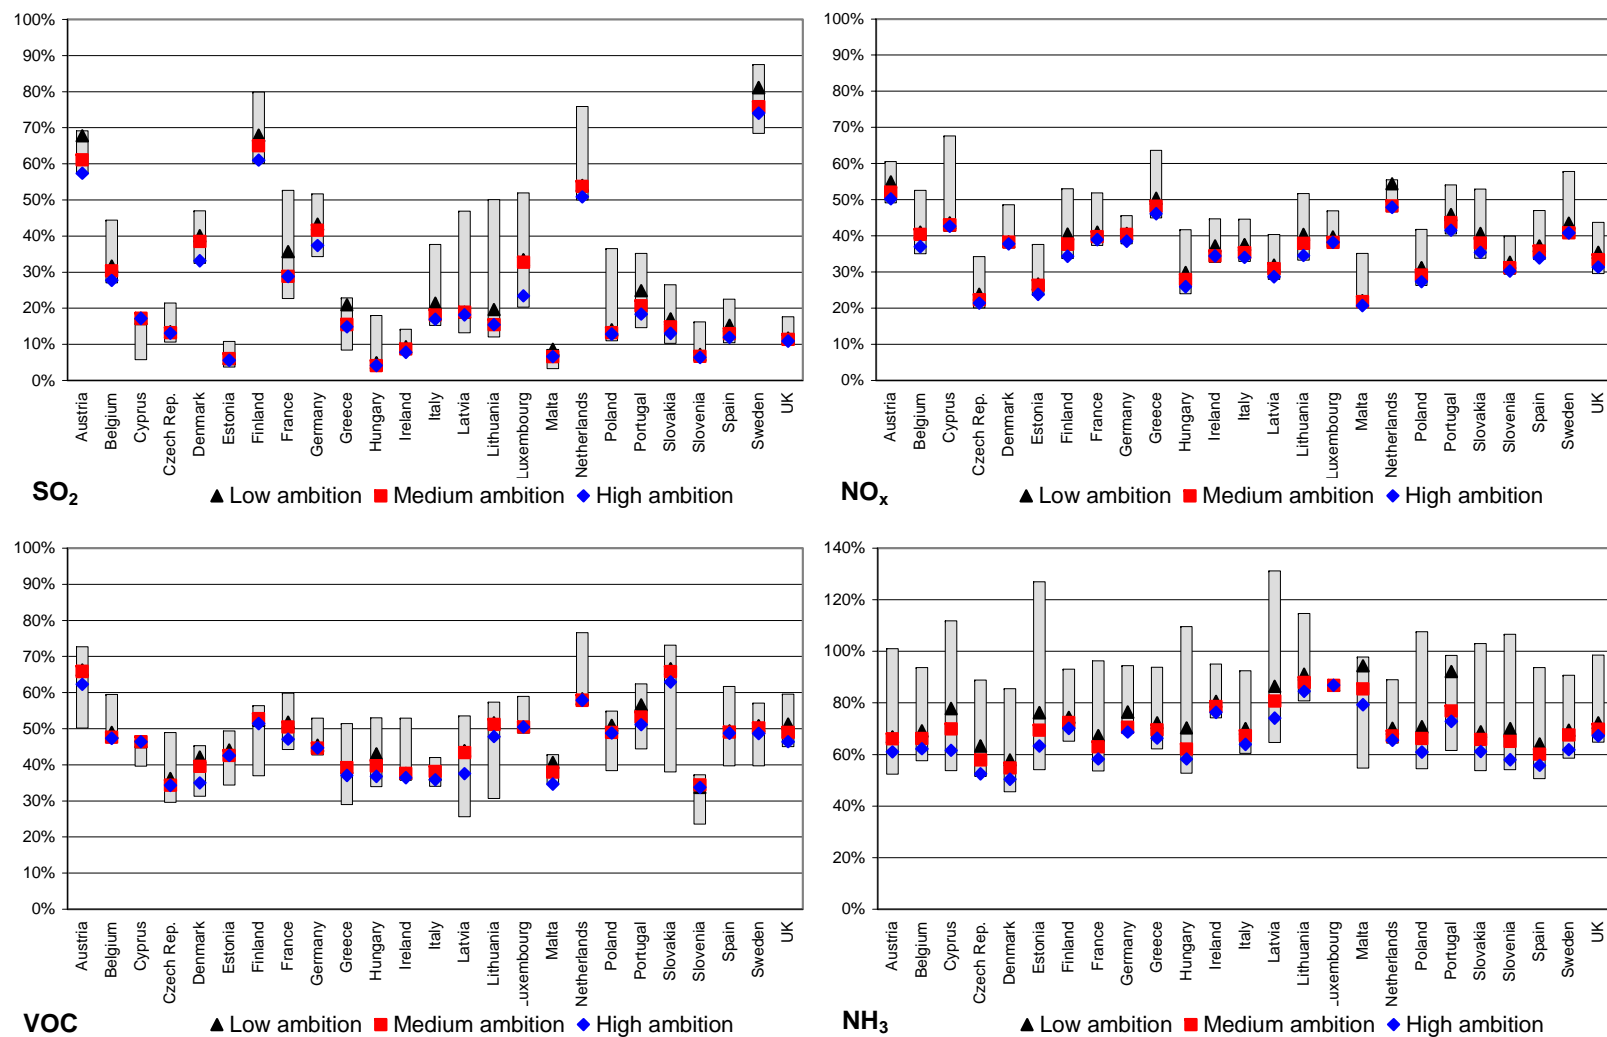 100%
90%
80%
70%
60%
50%
40%
30%
20%
10%
0%
Austria
Belgium
Cyprus
Czech Rep.
Denmark
Estonia
Finland
France
Germany
Greece
Hungary
Ireland
Italy
Latvia
Lithuania
Luxembourg
Malta
Netherlands
Poland
Portugal
Slovakia
Slovenia
Spain
Sweden
UK
SO2
Low ambition Medium ambition High ambition
100%
90%
80%
70%
60%
50%
40%
30%
20%
10%
0%
Austria
Belgium
Cyprus
Czech Rep.
Denmark
Estonia
Finland
France
Germany
Greece
Hungary
Ireland
Italy
Latvia
Lithuania
Luxembourg
Malta
Netherlands
Poland
Portugal
Slovakia
Slovenia
Spain
Sweden
UK
NOx
Low ambition Medium ambition High ambition
100%
90%
80%
70%
60%
50%
40%
30%
20%
10%
0%
Austria
Belgium
Cyprus
Czech Rep.
Denmark
Estonia
Finland
France
Germany
Greece
Hungary
Ireland
Italy
Latvia
Lithuania
Luxembourg
Malta
Netherlands
Poland
Portugal
Slovakia
Slovenia
Spain
Sweden
UK
VOC
Low ambition Medium ambition High ambition
140%
120%
100%
80%
60%
40%
20%
0%
Austria
Belgium
Cyprus
Czech Rep.
Denmark
Estonia
Finland
France
Germany
Greece
Hungary
Ireland
Italy
Latvia
Lithuania
Luxembourg
Malta
Netherlands
Poland
Portugal
Slovakia
Slovenia
Spain
Sweden
UK
NH3
Low ambition Medium ambition High ambition